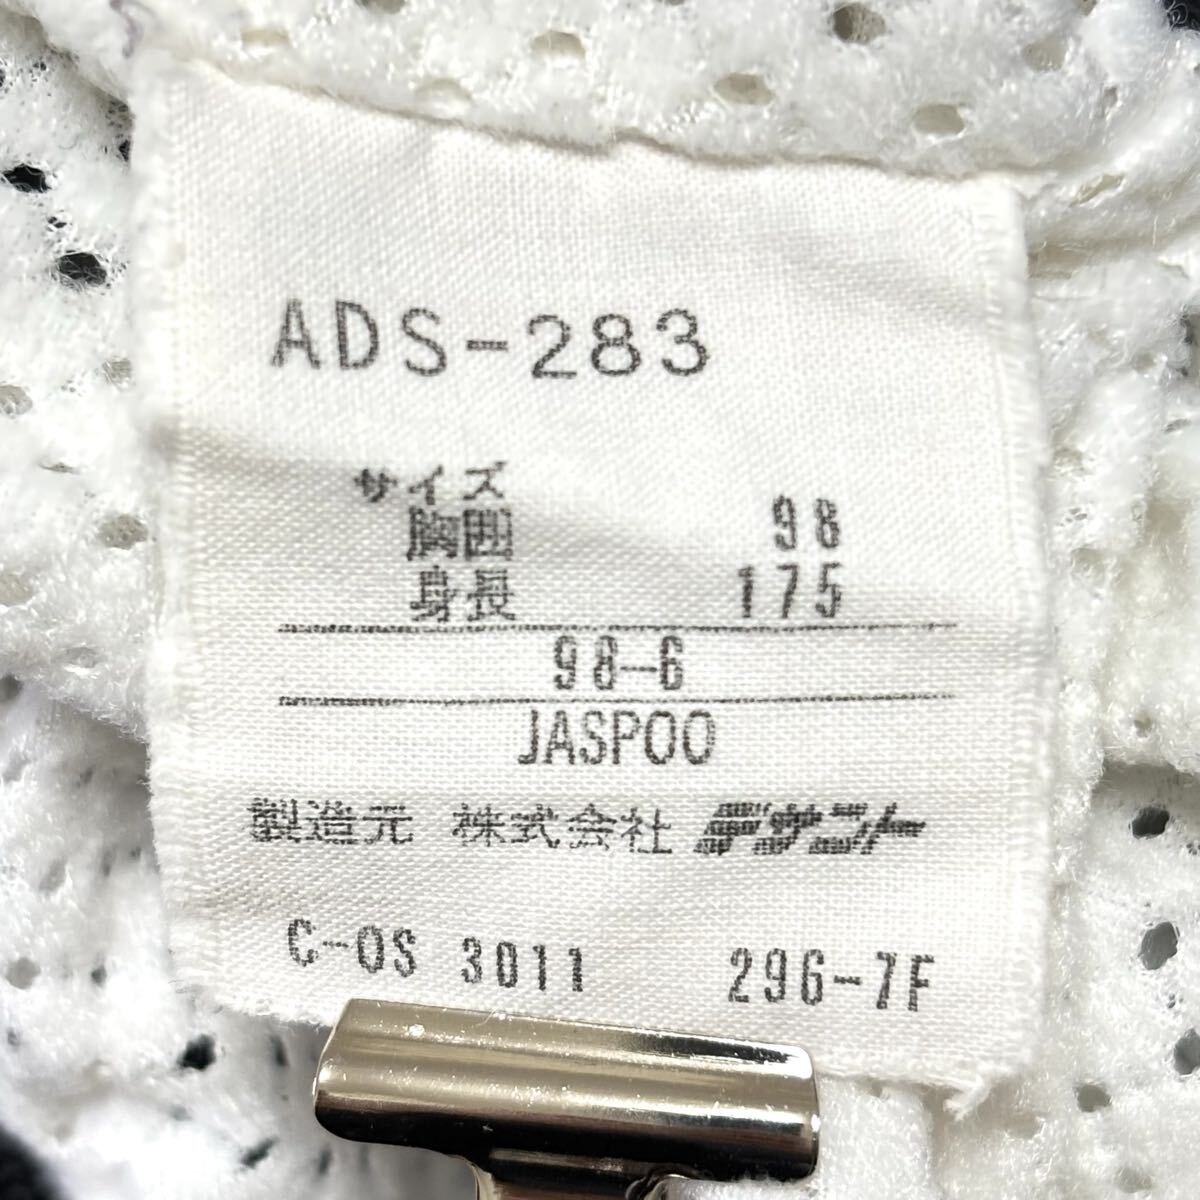 ADS-283
サイズ
胸囲 98
身長 175
98-6
JASPOO
製造元 株式会社 デサント
C-OS 3011 296-7F